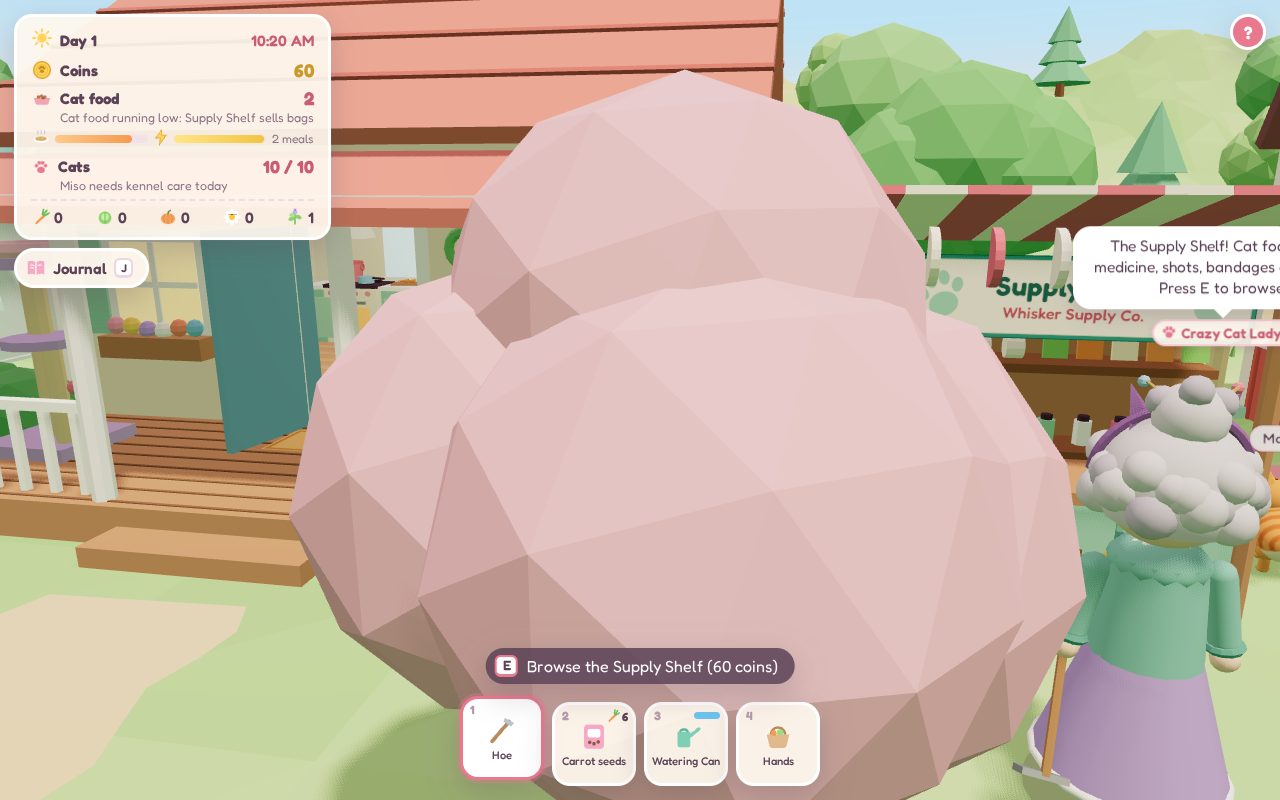 Day 1
10:20 AM
Coins
60
Cat food
2
Cat food running low: Supply Shelf sells bags
2 meals
Cats
10 / 10
Miso needs kennel care today
0
0
0
0
1
Journal
J
?
The Supply Shelf! Cat foo
medicine, shots, bandages
Press E to browse
Crazy Cat Lady
Supply
Whisker Supply Co.
E
Browse the Supply Shelf (60 coins)
1
Hoe
2
6
Carrot seeds
3
Watering Can
4
Hands